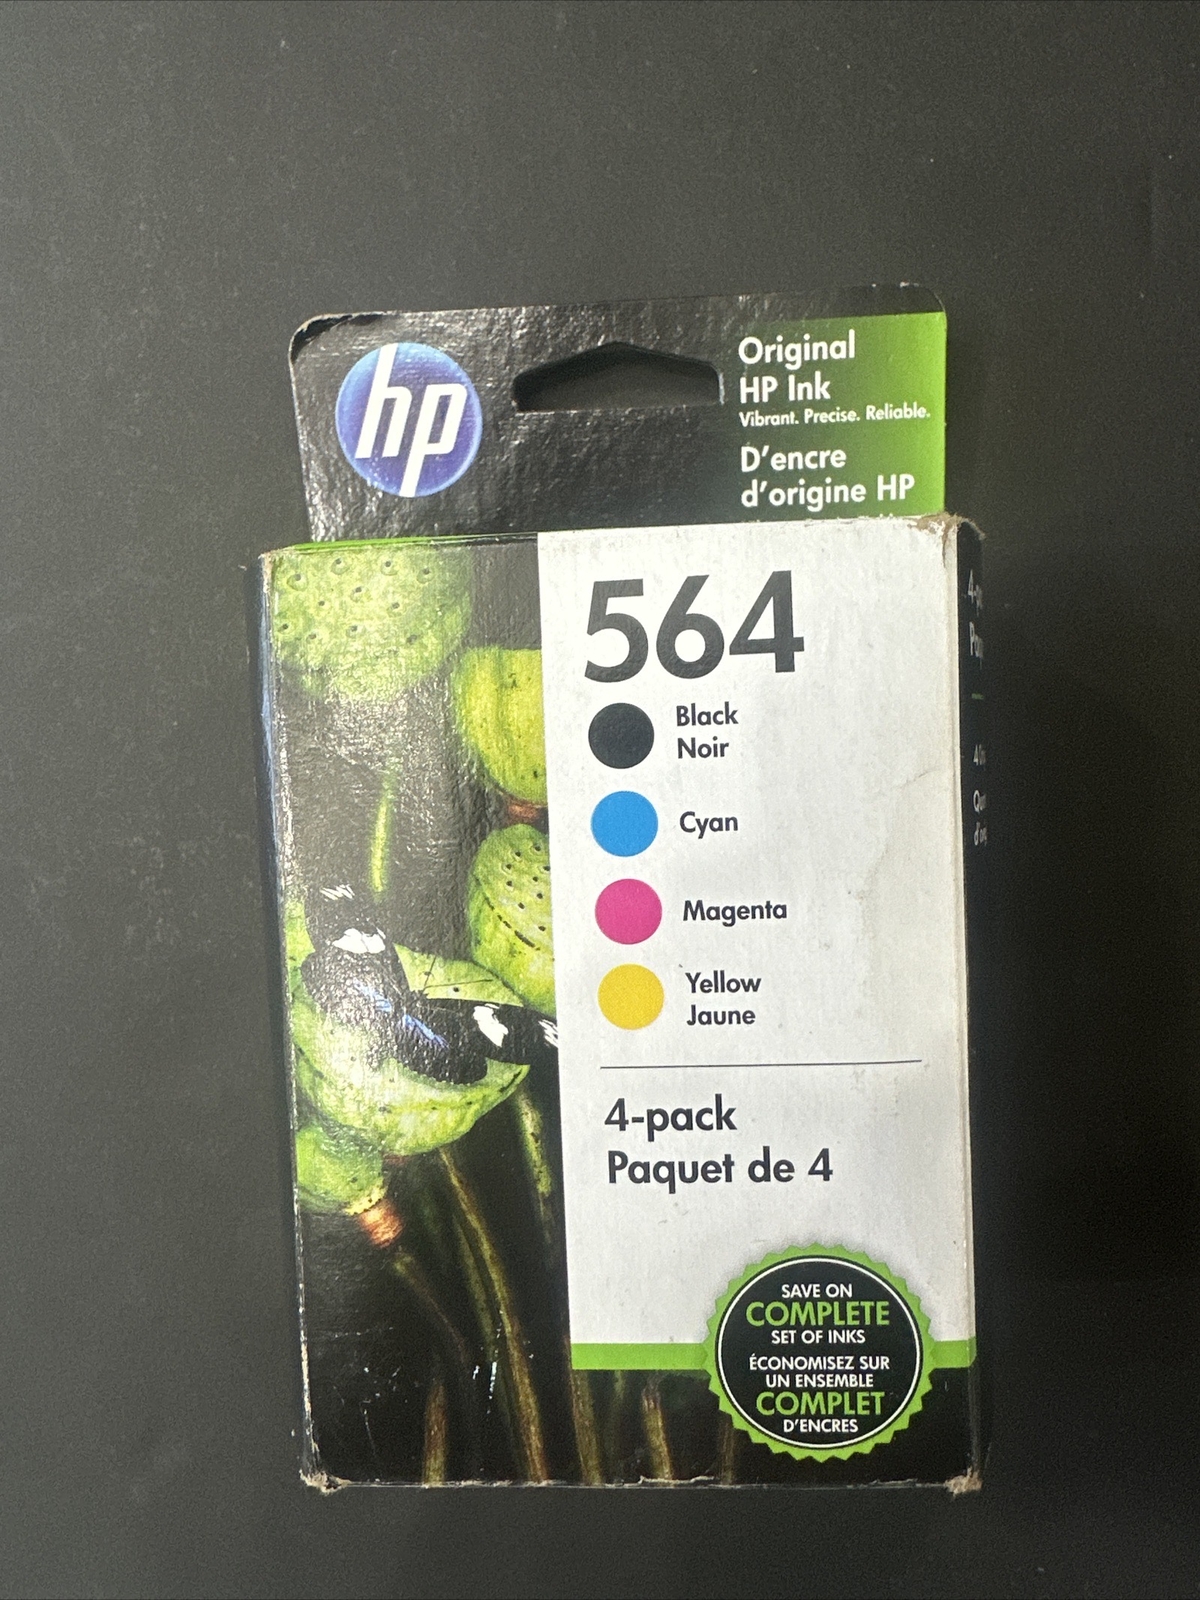 hp
Original
HP Ink
Vibrant. Precise. Reliable.
D'encre
d'origine HP
564
Black
Noir
Cyan
Magenta
Yellow
Jaune
4-pack
Paquet de 4
SAVE ON
COMPLETE
SET OF INKS
ÉCONOMISEZ SUR
UN ENSEMBLE
COMPLET
D'ENCRES